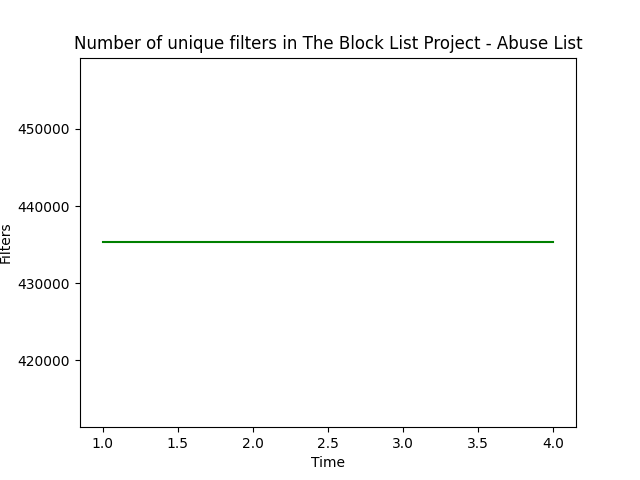 Number of unique filters in The Block List Project - Abuse List
450000
440000
430000
420000
Filters
1.0 1.5 2.0 2.5 3.0 3.5 4.0
Time